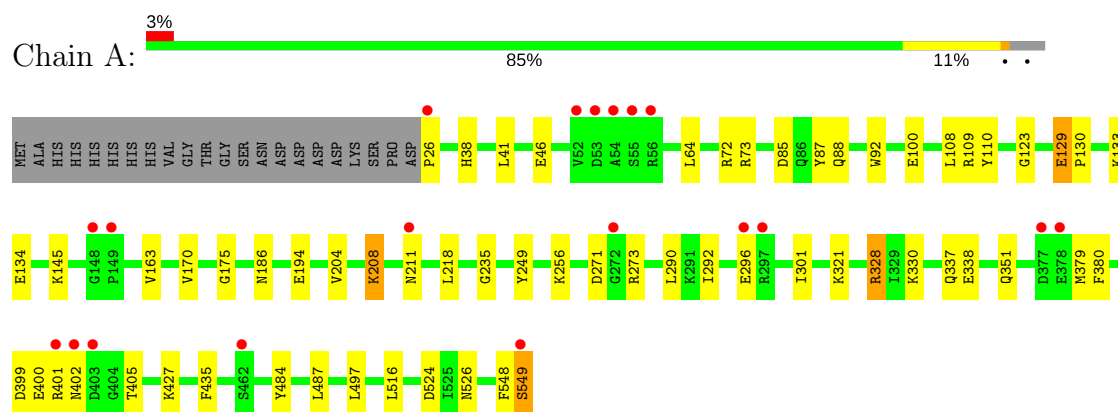 3%
Chain A:
85% 11% • •
MET ALA HIS HIS HIS HIS HIS HIS VAL GLY THR GLY SER ASN ASP ASP ASP ASP LYS SER PRO ASP P26 H38 L41 E46 V52 D53 A54 S55 R56 L64 R72 R73 D85 Q86 Y87 Q88 W92 E100 L108 R109 Y110 G123 E129 P130 K133
E134 K145 G148 P149 V163 V170 G175 N186 E194 V204 K208 N211 L218 G235 Y249 K256 D271 G272 R273 L290 K291 I292 E296 R297 I301 K321 R328 I329 K330 Q337 E338 Q351 D377 E378 M379 F380
D399 E400 R401 N402 D403 G404 T405 K427 F435 S462 Y484 L487 L497 L516 D524 I525 N526 F548 S549